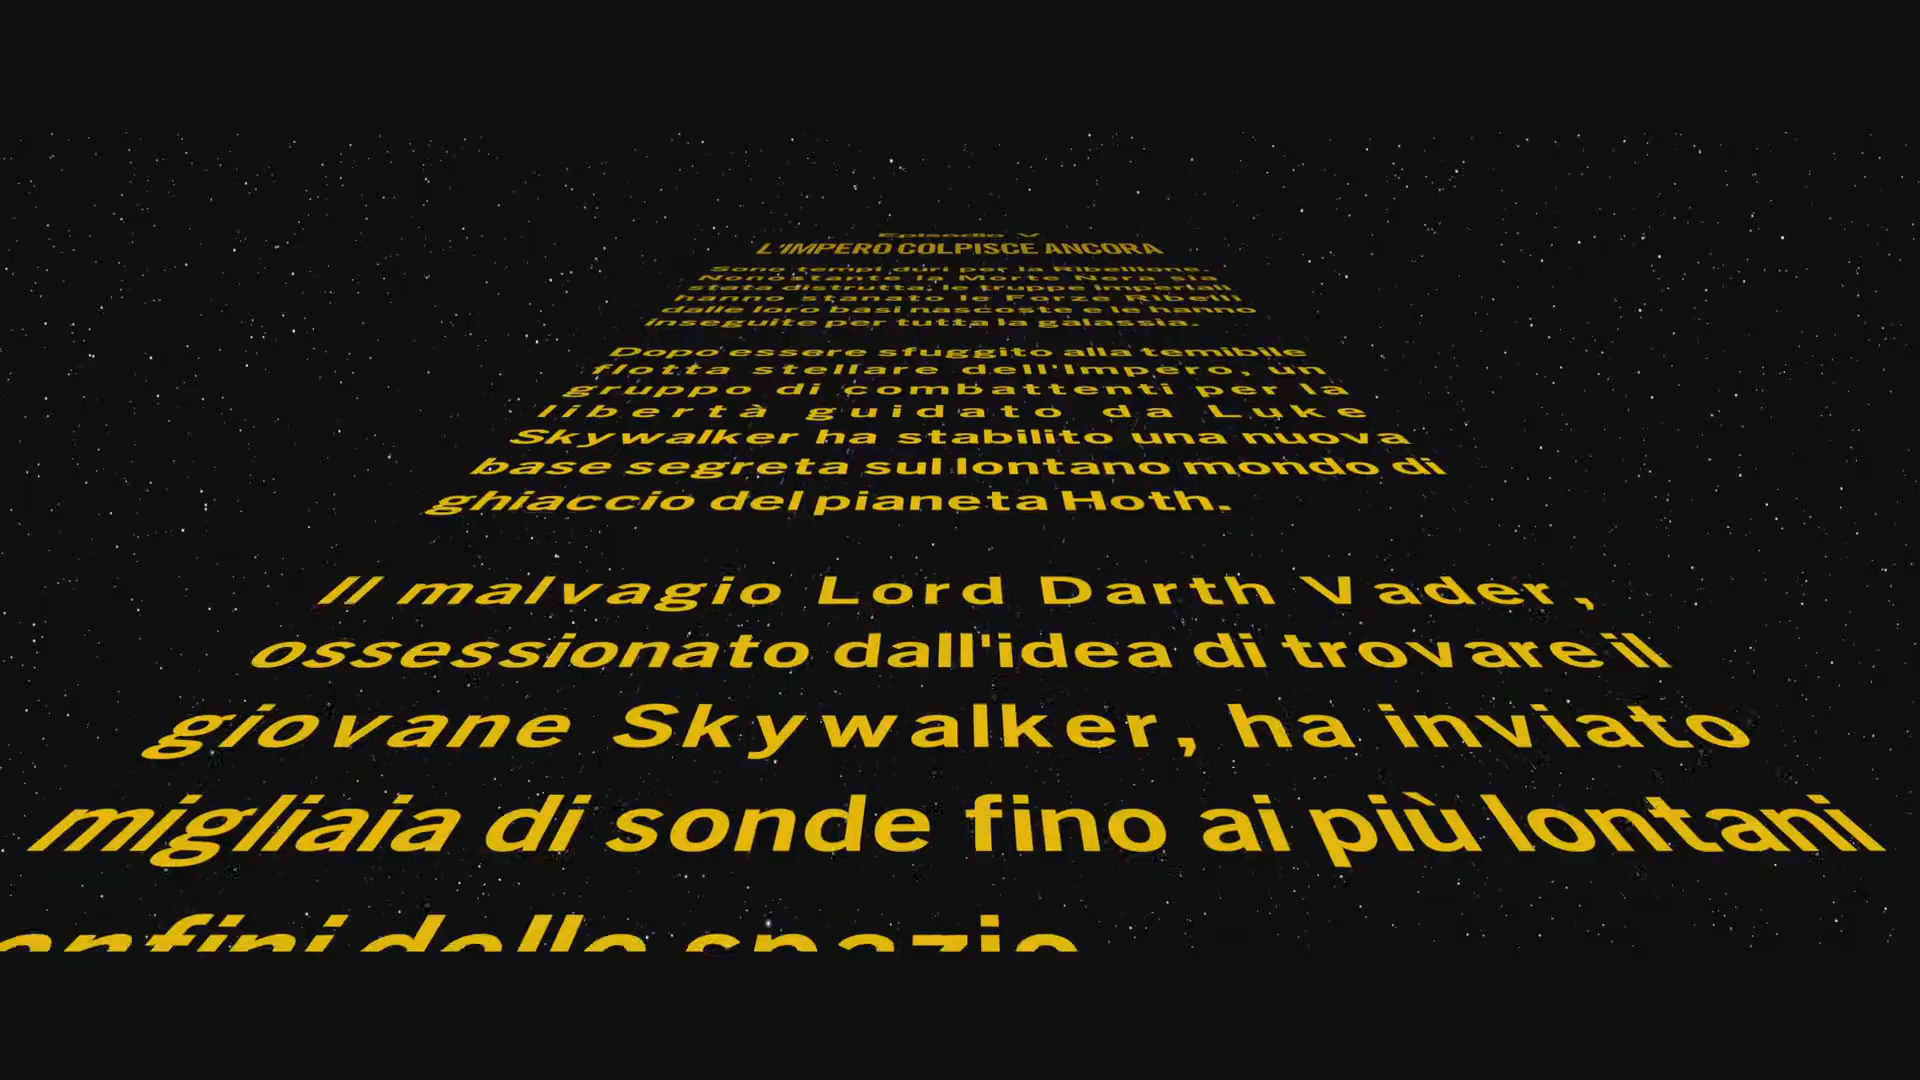 Episodio V
L'IMPERO COLPISCE ANCORA
Sono tempi duri per la Ribellione.
Nonostante la Morte Nera sia
stata distrutta, le truppe imperiali
hanno stanato le Forze Ribelli
dalle loro basi nascoste e le hanno
inseguite per tutta la galassia.
Dopo essere sfuggito alla temibile
flotta stellare dell'Impero, un
gruppo di combattenti per la
libertà guidato da Luke
Skywalker ha stabilito una nuova
base segreta sul lontano mondo di
ghiaccio del pianeta Hoth.
Il malvagio Lord Darth Vader,
ossessionato dall'idea di trovare il
giovane Skywalker, ha inviato
migliaia di sonde fino ai più lontani